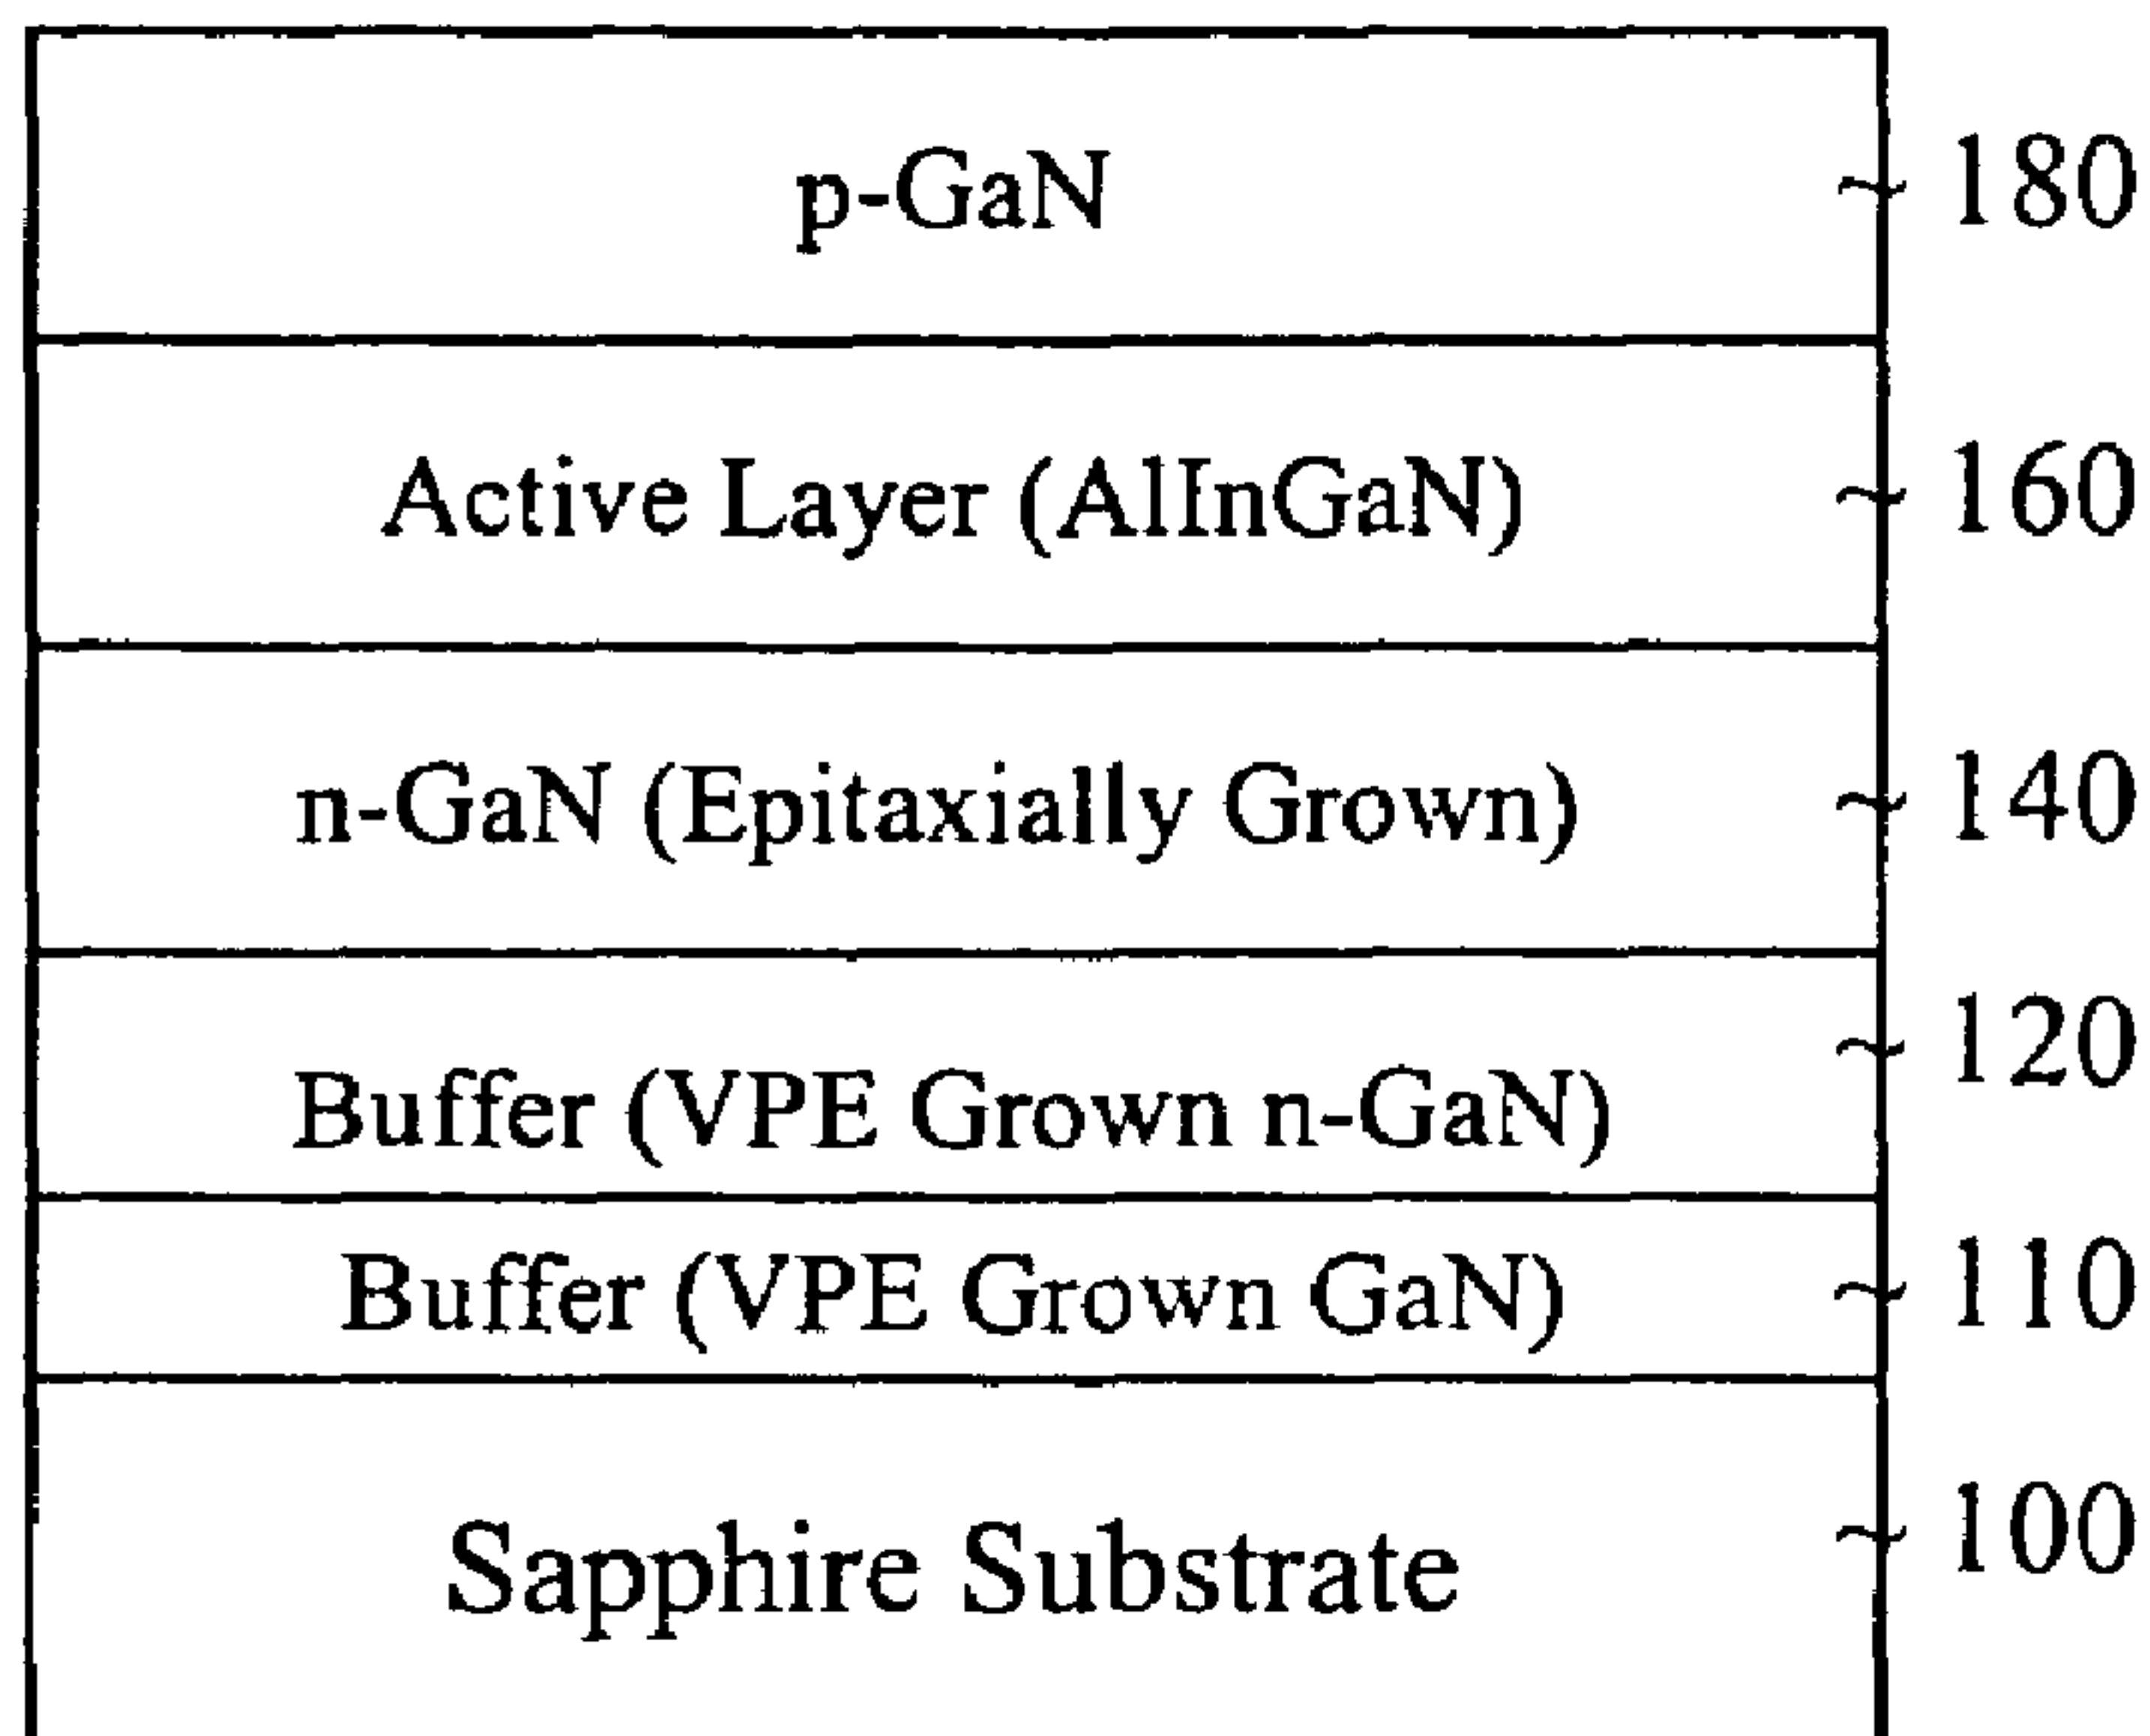 p-GaN 180
Active Layer (AlInGaN) 160
n-GaN (Epitaxially Grown) 140
Buffer (VPE Grown n-GaN) 120
Buffer (VPE Grown GaN) 110
Sapphire Substrate 100